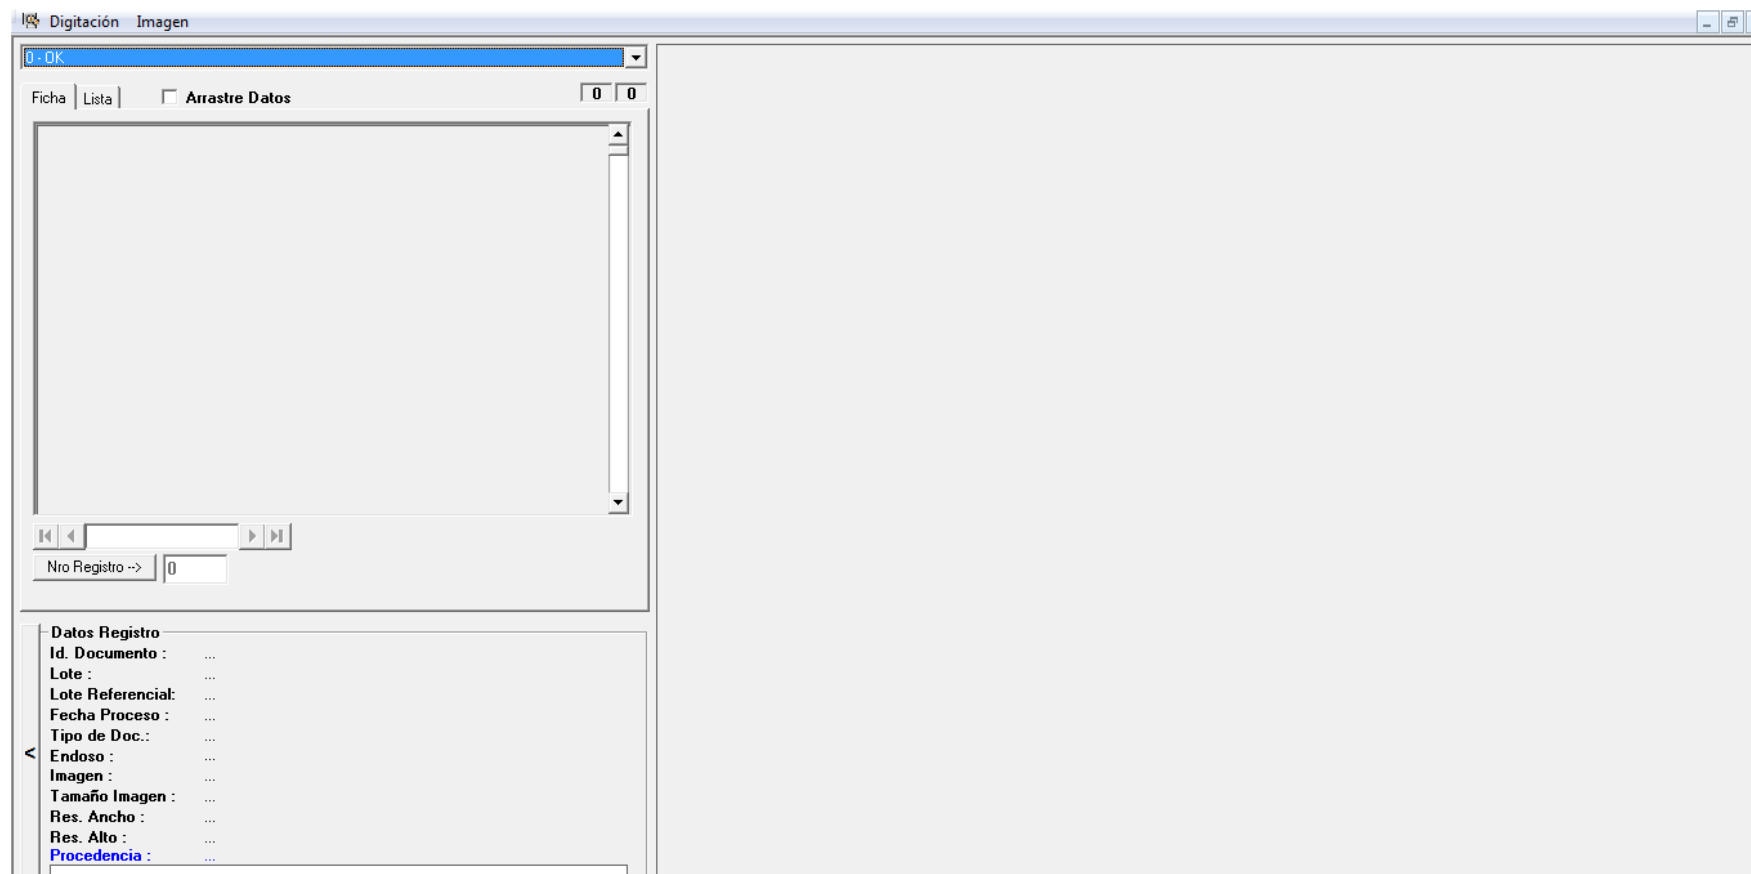 Digitación Imagen
0 - OK
Ficha Lista Arrastre Datos 0 0
Nro Registro --> 0
Datos Registro
Id. Documento : ...
Lote : ...
Lote Referencial: ...
Fecha Proceso : ...
Tipo de Doc.: ...
< Endoso : ...
Imagen : ...
Tamaño Imagen : ...
Res. Ancho : ...
Res. Alto : ...
Procedencia : ...